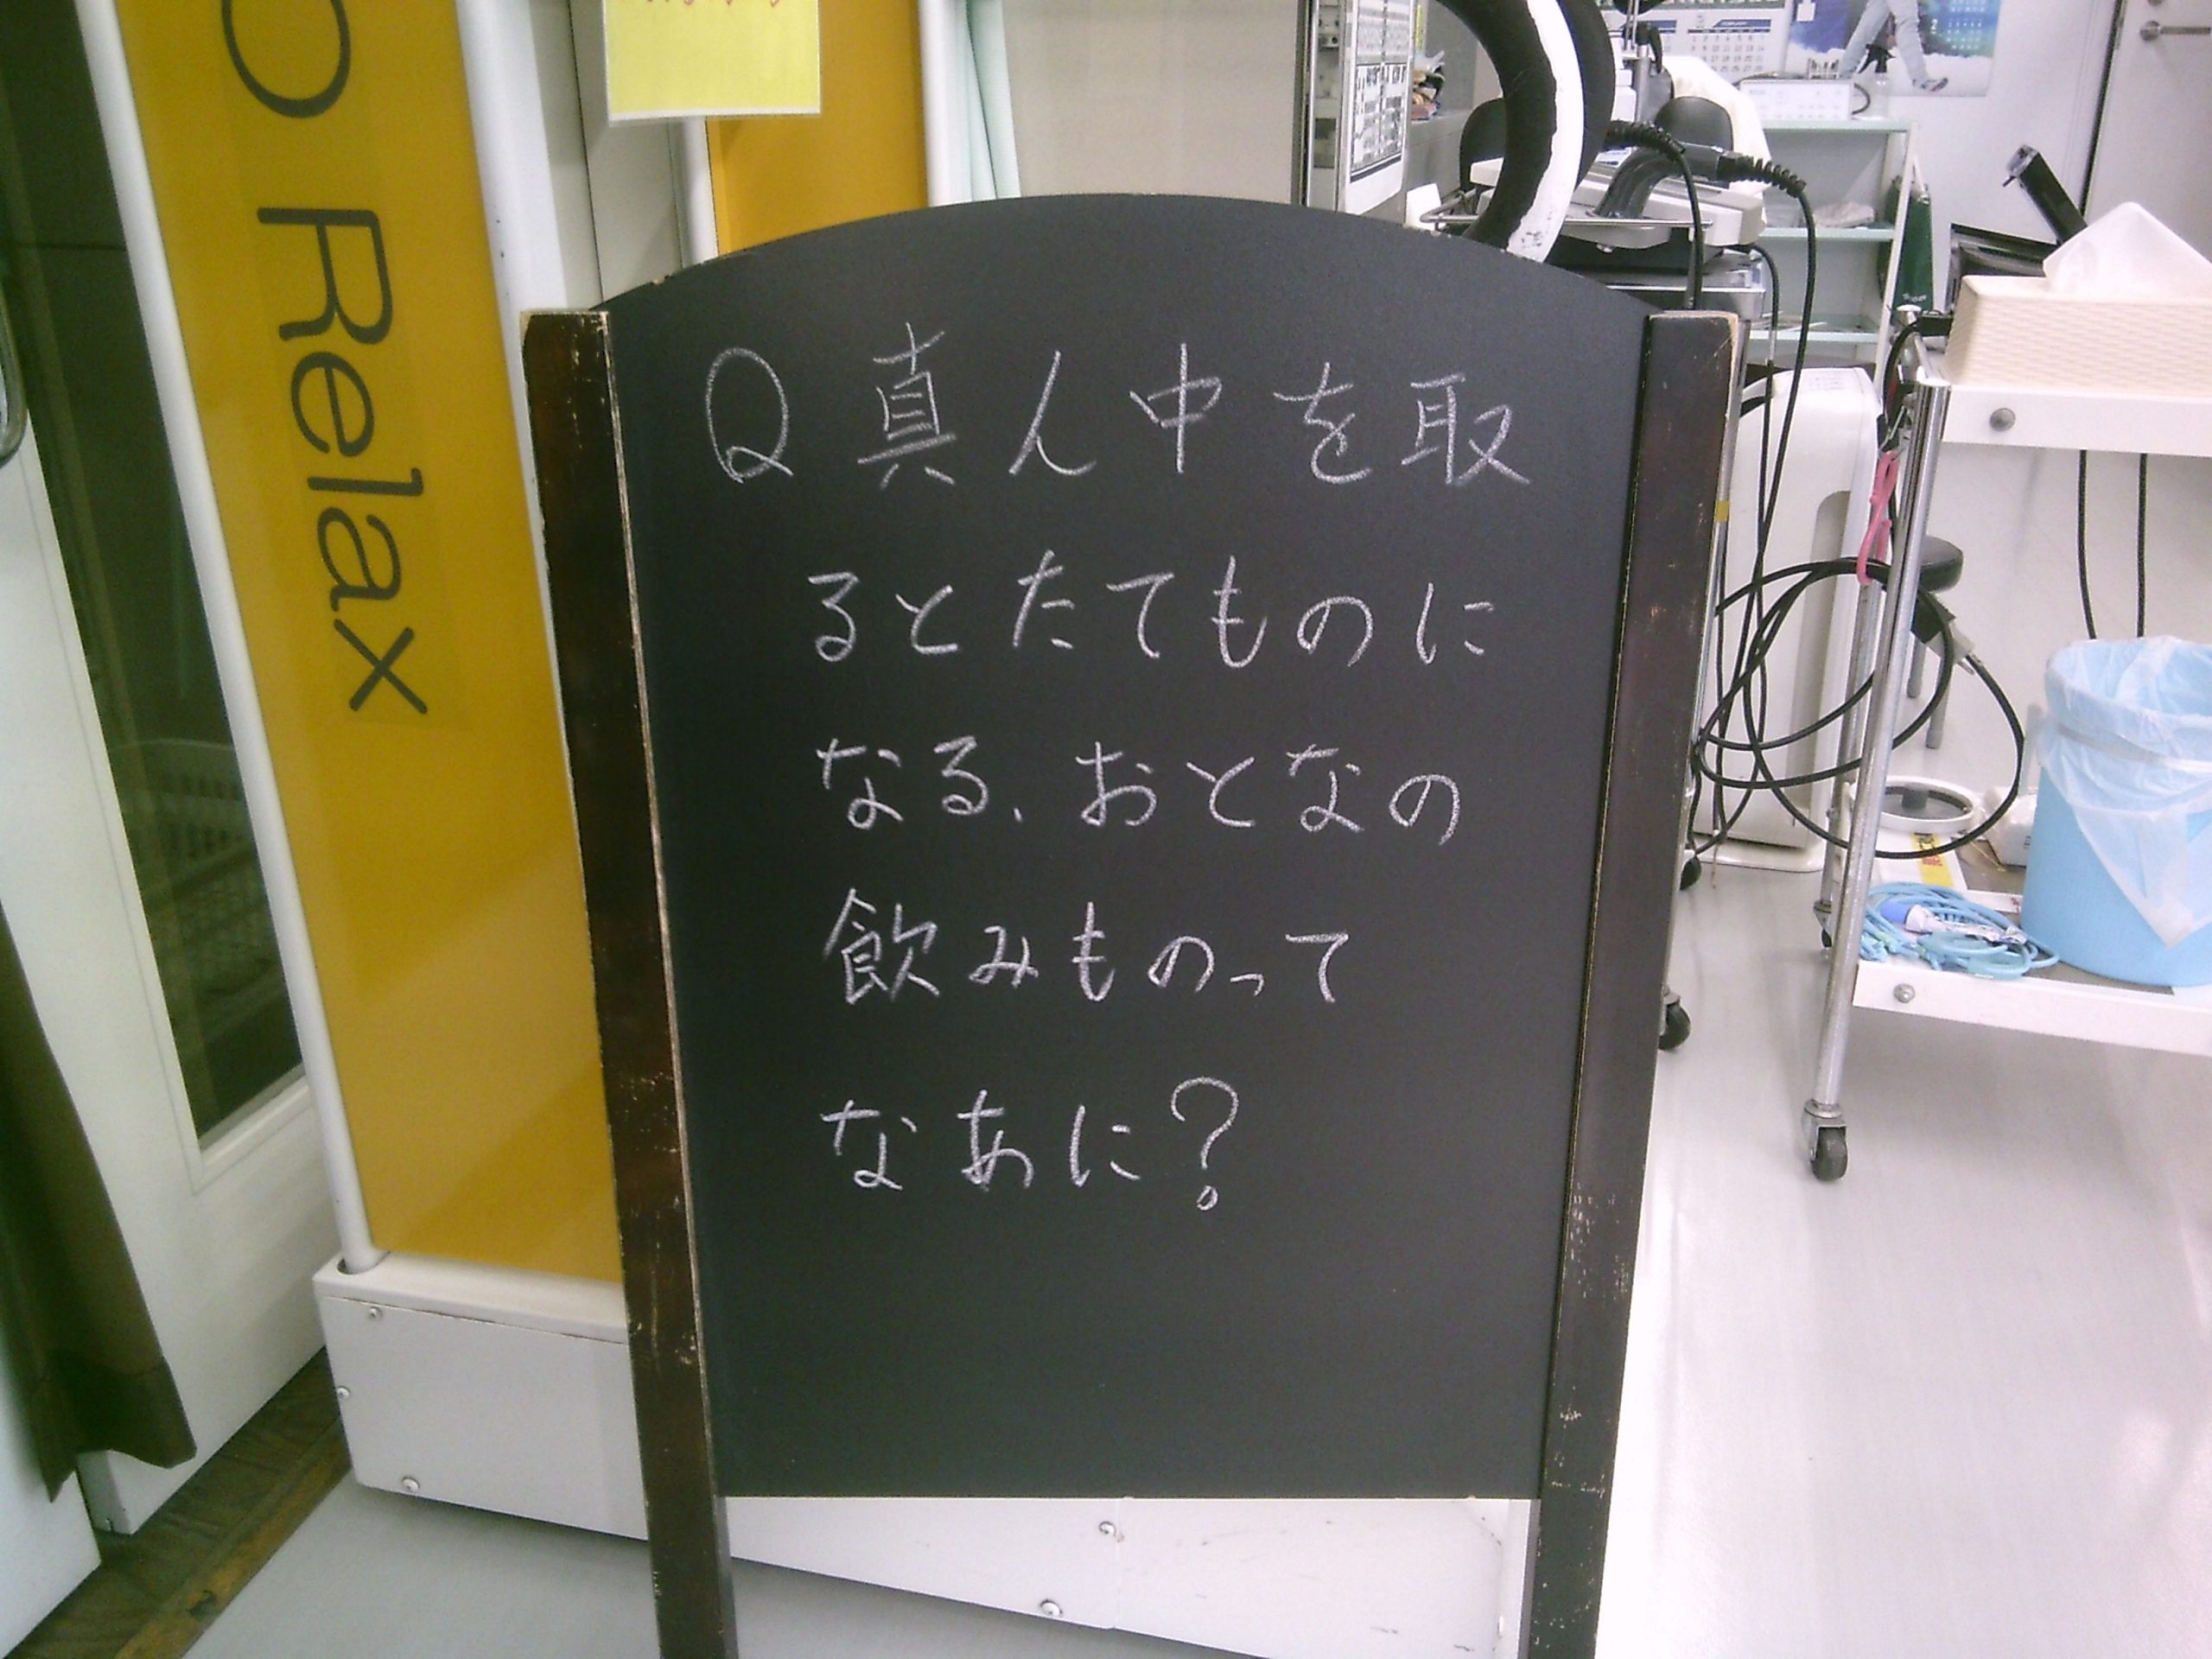 Relax
Q 真ん中を取
るとたてものに
なる、おとなの
飲みものって
なあに?